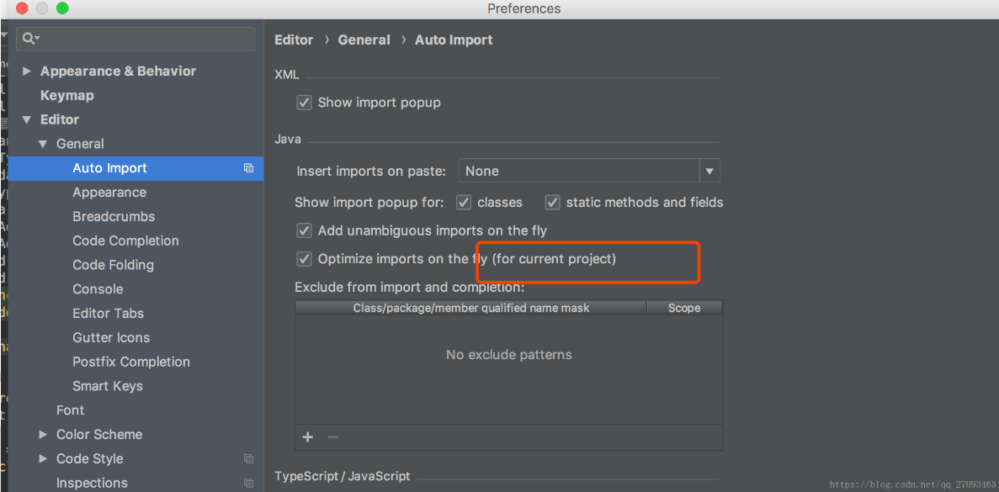 Preferences
Editor › General › Auto Import
Appearance & Behavior
Keymap
Editor
General
Auto Import
Appearance
Breadcrumbs
Code Completion
Code Folding
Console
Editor Tabs
Gutter Icons
Postfix Completion
Smart Keys
Font
Color Scheme
Code Style
Inspections
XML
Show import popup
Java
Insert imports on paste: None
Show import popup for: classes static methods and fields
Add unambiguous imports on the fly
Optimize imports on the fly (for current project)
Exclude from import and completion:
Class/package/member qualified name mask Scope
No exclude patterns
TypeScript / JavaScript
https://blog.csdn.net/qq_27093465